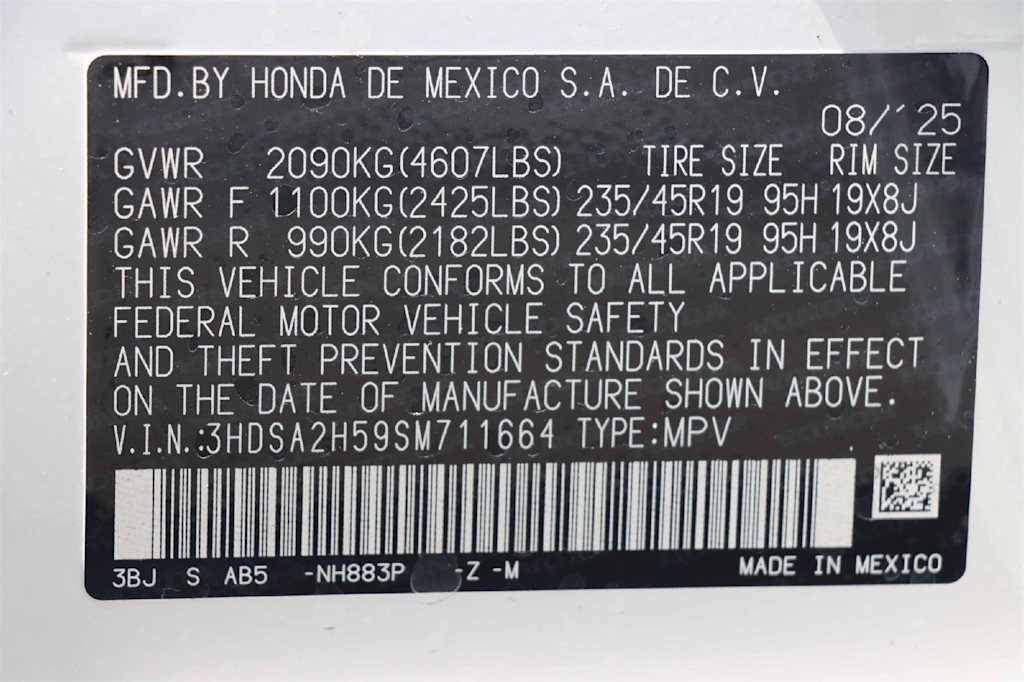 MFD.BY HONDA DE MEXICO S.A. DE C.V.
08/´25
GVWR 2090KG(4607LBS) TIRE SIZE RIM SIZE
GAWR F 1100KG(2425LBS) 235/45R19 95H 19X8J
GAWR R 990KG(2182LBS) 235/45R19 95H 19X8J
THIS VEHICLE CONFORMS TO ALL APPLICABLE
FEDERAL MOTOR VEHICLE SAFETY
AND THEFT PREVENTION STANDARDS IN EFFECT
ON THE DATE OF MANUFACTURE SHOWN ABOVE.
V.I.N.:3HDSA2H59SM711664 TYPE:MPV
3BJ S AB5 -NH883P -Z -M MADE IN MEXICO